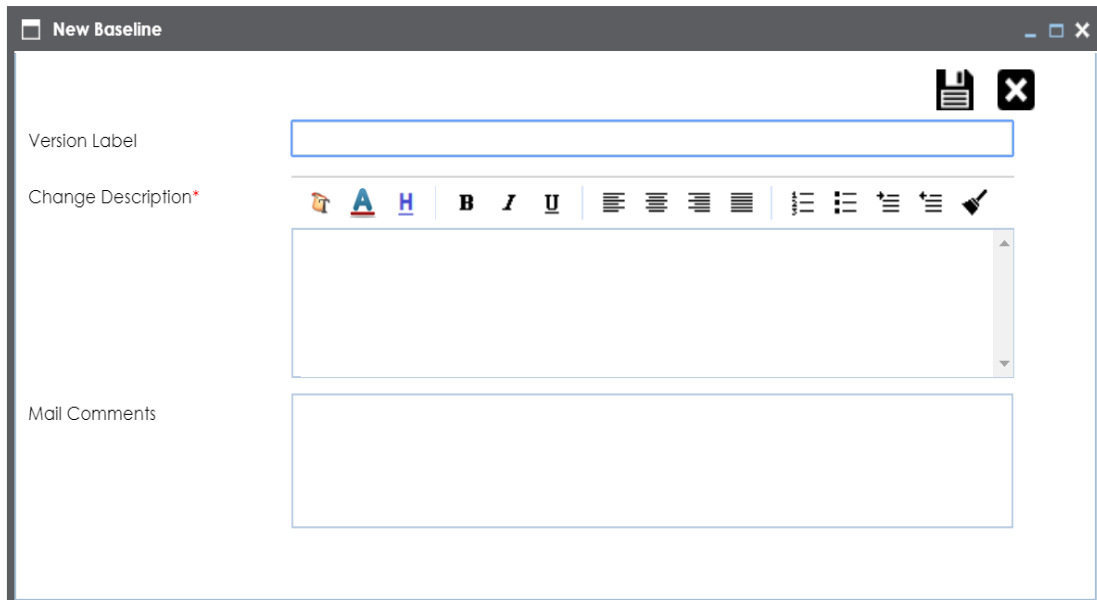 New Baseline
Version Label
Change Description*
A H B I U
Mail Comments